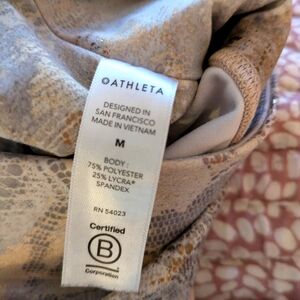 ATHLETA
DESIGNED IN
SAN FRANCISCO
MADE IN VIETNAM
M
BODY:
75% POLYESTER
25% LYCRA®
SPANDEX
RN 54023
Certified
B
Corporation